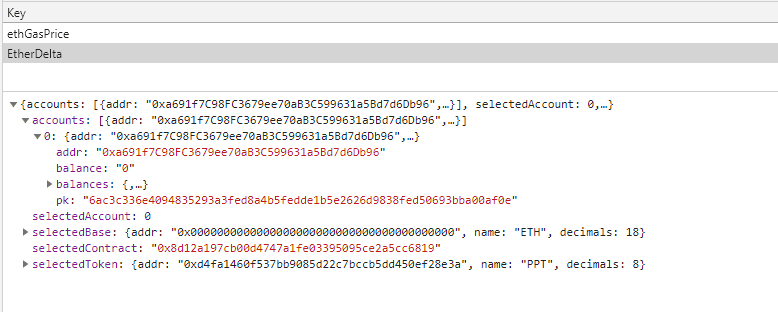 Key
ethGasPrice
EtherDelta
{accounts: [{addr: "0xa691f7C98FC3679ee70aB3C599631a5Bd7d6Db96",…}], selectedAccount: 0,…}
accounts: [{addr: "0xa691f7C98FC3679ee70aB3C599631a5Bd7d6Db96",…}]
0: {addr: "0xa691f7C98FC3679ee70aB3C599631a5Bd7d6Db96",…}
addr: "0xa691f7C98FC3679ee70aB3C599631a5Bd7d6Db96"
balance: "0"
balances: {,…}
pk: "6ac3c336e4094835293a3fed8a4b5fedde1b5e2626d9838fed50693bba00af0e"
selectedAccount: 0
selectedBase: {addr: "0x0000000000000000000000000000000000000000", name: "ETH", decimals: 18}
selectedContract: "0x8d12a197cb00d4747a1fe03395095ce2a5cc6819"
selectedToken: {addr: "0xd4fa1460f537bb9085d22c7bccb5dd450ef28e3a", name: "PPT", decimals: 8}